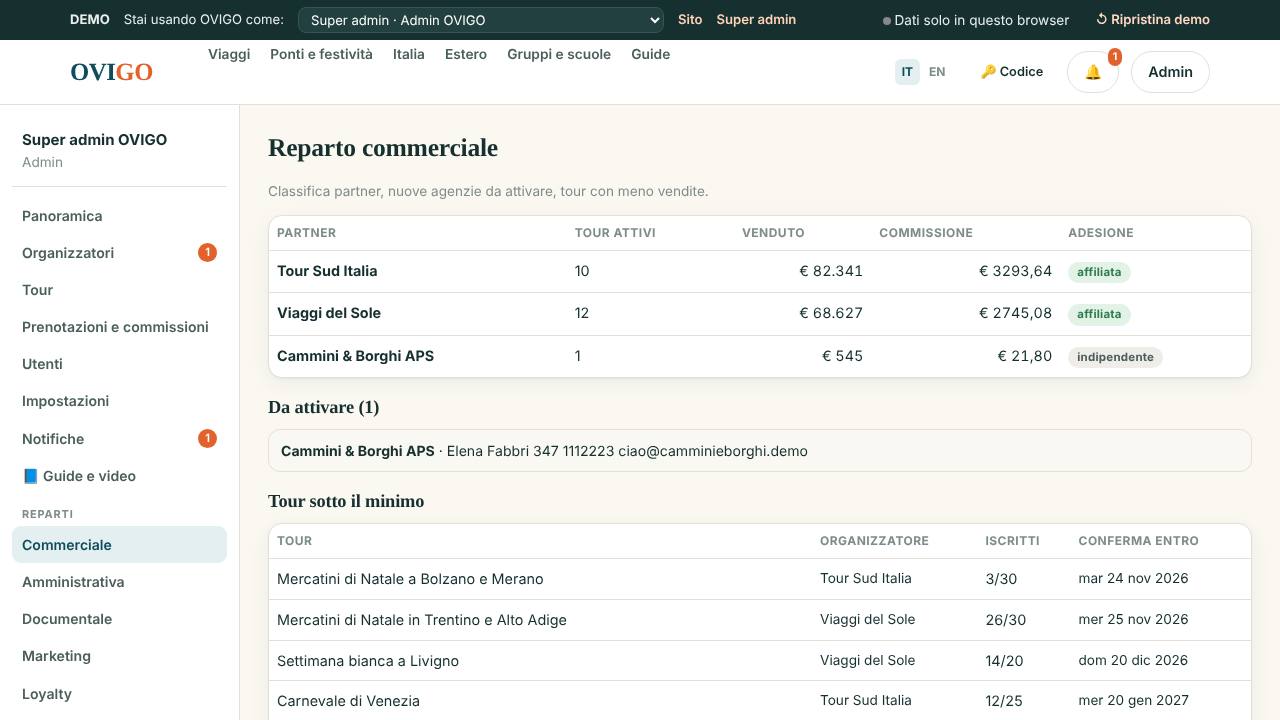 DEMO Stai usando OVIGO come: Super admin · Admin OVIGO Sito Super admin Dati solo in questo browser Ripristina demo
OVIGO Viaggi Ponti e festività Italia Estero Gruppi e scuole Guide IT EN Codice 1 Admin
Super admin OVIGO
Admin
Panoramica
Organizzatori 1
Tour
Prenotazioni e commissioni
Utenti
Impostazioni
Notifiche 1
Guide e video
REPARTI
Commerciale
Amministrativa
Documentale
Marketing
Loyalty
Reparto commerciale
Classifica partner, nuove agenzie da attivare, tour con meno vendite.
PARTNER TOUR ATTIVI VENDUTO COMMISSIONE ADESIONE
Tour Sud Italia 10 € 82.341 € 3293,64 affiliata
Viaggi del Sole 12 € 68.627 € 2745,08 affiliata
Cammini & Borghi APS 1 € 545 € 21,80 indipendente
Da attivare (1)
Cammini & Borghi APS · Elena Fabbri 347 1112223 ciao@camminieborghi.demo
Tour sotto il minimo
TOUR ORGANIZZATORE ISCRITTI CONFERMA ENTRO
Mercatini di Natale a Bolzano e Merano Tour Sud Italia 3/30 mar 24 nov 2026
Mercatini di Natale in Trentino e Alto Adige Viaggi del Sole 26/30 mer 25 nov 2026
Settimana bianca a Livigno Viaggi del Sole 14/20 dom 20 dic 2026
Carnevale di Venezia Tour Sud Italia 12/25 mer 20 gen 2027